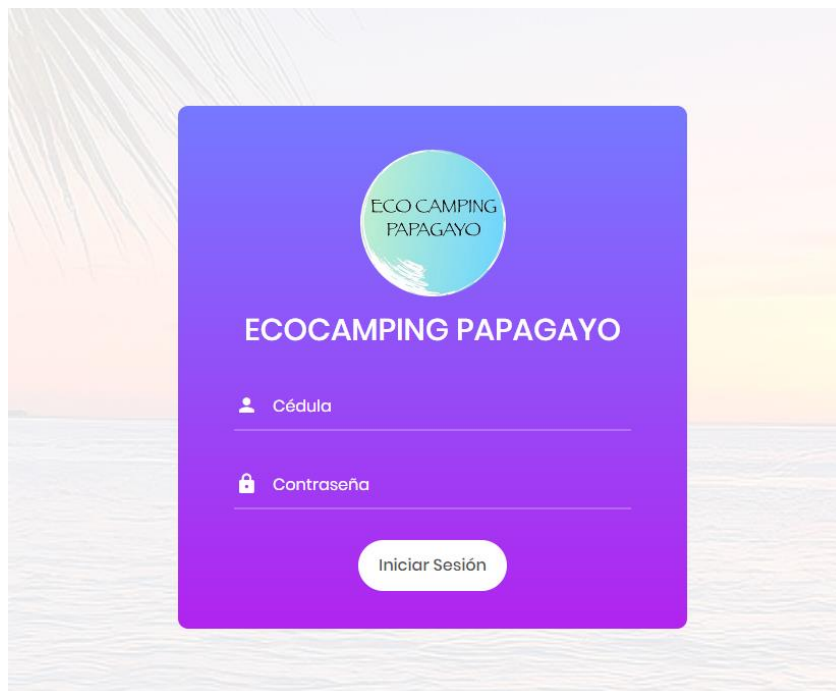 ECO CAMPING
PAPAGAYO
ECOCAMPING PAPAGAYO
Cédula
Contraseña
Iniciar Sesión